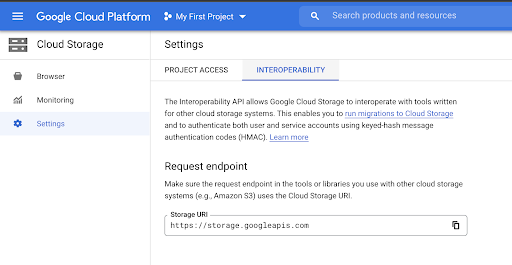 Google Cloud Platform
My First Project
Search products and resources
Cloud Storage
Browser
Monitoring
Settings
Settings
PROJECT ACCESS
INTEROPERABILITY
The Interoperability API allows Google Cloud Storage to interoperate with tools written
for other cloud storage systems. This enables you to run migrations to Cloud Storage
and to authenticate both user and service accounts using keyed-hash message
authentication codes (HMAC). Learn more
Request endpoint
Make sure the request endpoint in the tools or libraries you use with other cloud storage
systems (e.g., Amazon S3) uses the Cloud Storage URI.
Storage URI
https://storage.googleapis.com